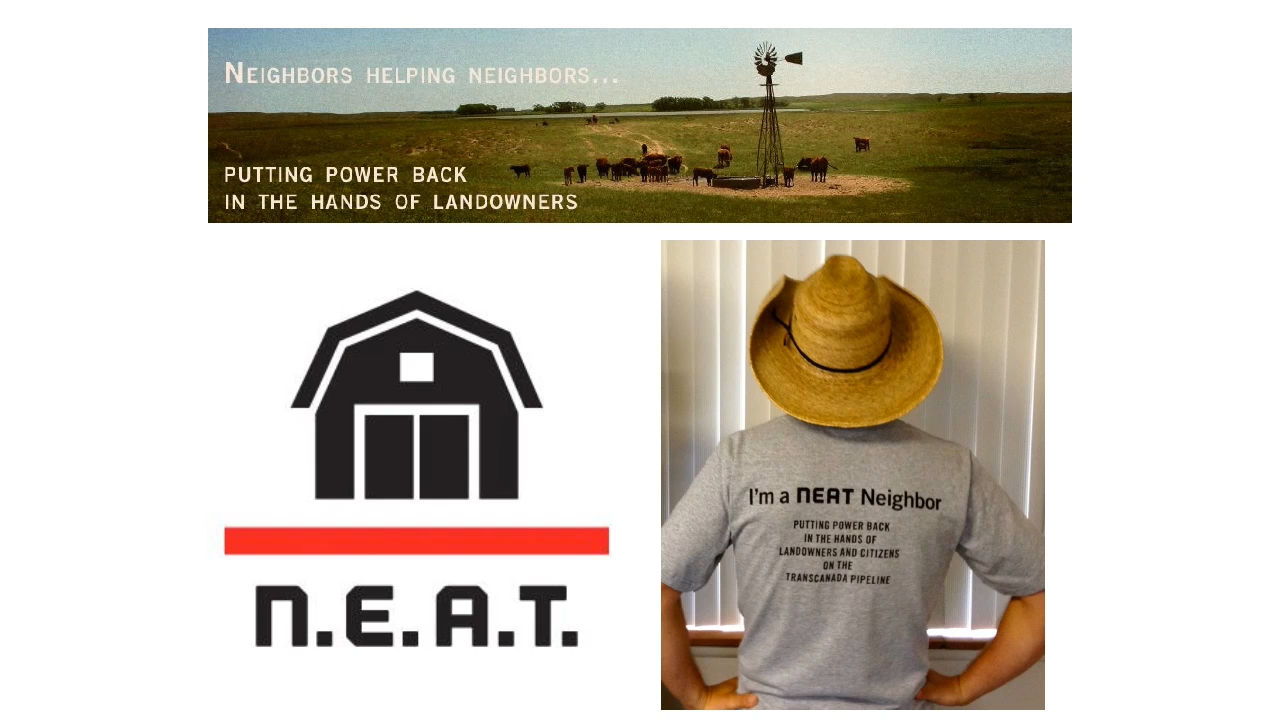 Neighbors helping neighbors...
PUTTING POWER BACK
IN THE HANDS OF LANDOWNERS
N.E.A.T.
I'm a NEAT Neighbor
PUTTING POWER BACK
IN THE HANDS OF
LANDOWNERS AND CITIZENS
ON THE
TRANSCANADA PIPELINE